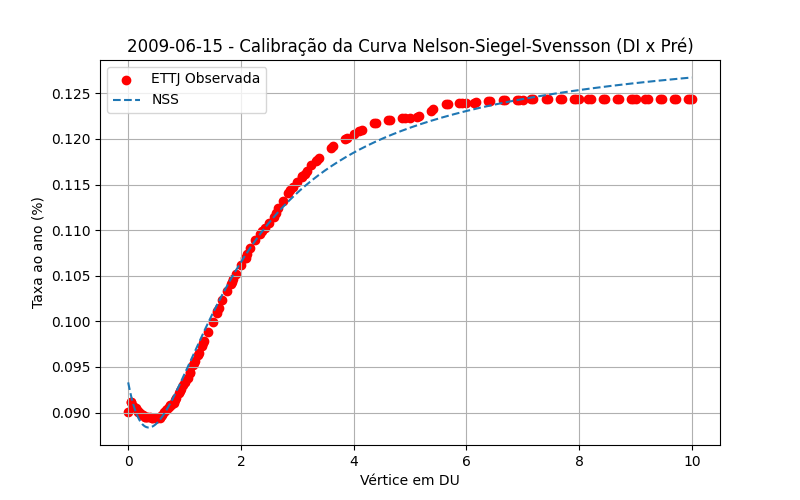 2009-06-15 - Calibração da Curva Nelson-Siegel-Svensson (DI x Pré)
ETTJ Observada
NSS
Taxa ao ano (%)
0.125
0.120
0.115
0.110
0.105
0.100
0.095
0.090
0 2 4 6 8 10
Vértice em DU